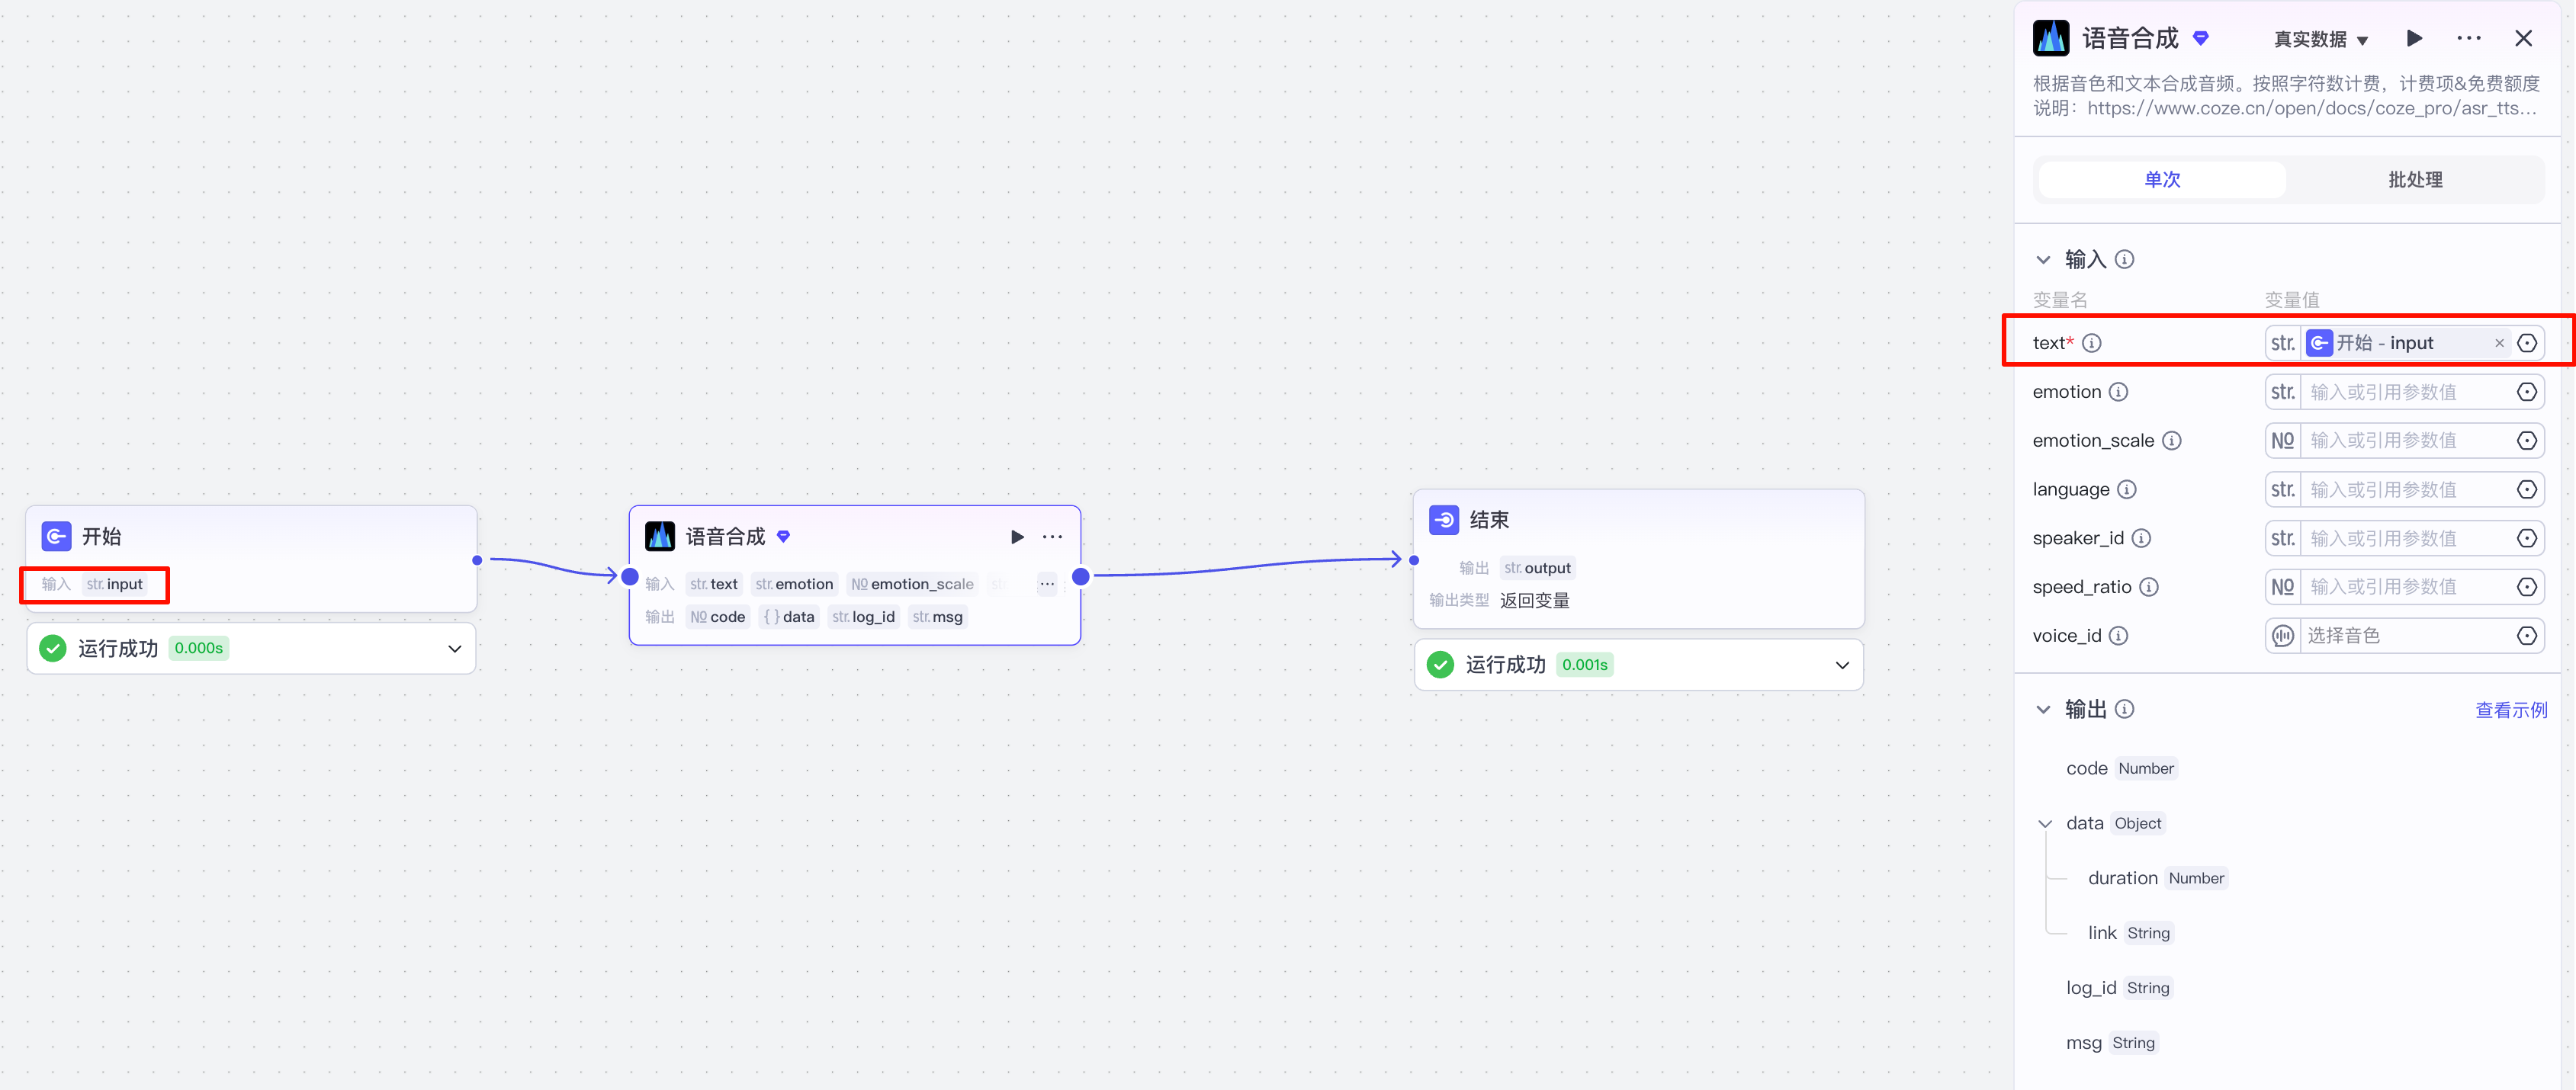 开始
输入 str. input
运行成功 0.000s
语音合成
输入 str. text str. emotion № emotion_scale ...
输出 № code { } data str. log_id str. msg
结束
输出 str. output
输出类型 返回变量
运行成功 0.001s
语音合成 真实数据
根据音色和文本合成音频。按照字符数计费，计费项&免费额度
说明：https://www.coze.cn/open/docs/coze_pro/asr_tts...
单次 批处理
输入
变量名 变量值
text* str. 开始 - input
emotion str. 输入或引用参数值
emotion_scale № 输入或引用参数值
language str. 输入或引用参数值
speaker_id str. 输入或引用参数值
speed_ratio № 输入或引用参数值
voice_id 选择音色
输出 查看示例
code Number
data Object
duration Number
link String
log_id String
msg String